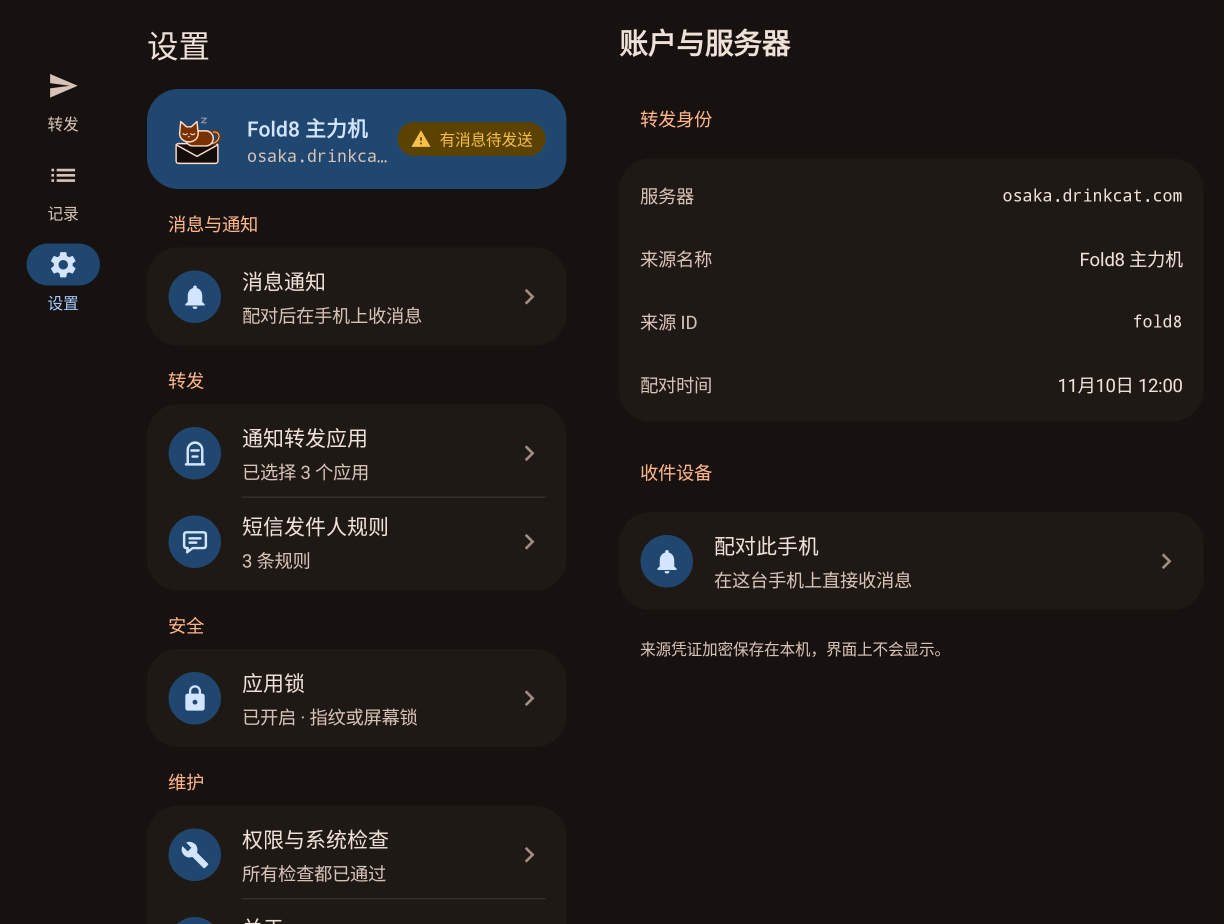 转发
记录
设置
设置
Fold8 主力机
osaka.drinkca…
有消息待发送
消息与通知
消息通知
配对后在手机上收消息
转发
通知转发应用
已选择 3 个应用
短信发件人规则
3 条规则
安全
应用锁
已开启 · 指纹或屏幕锁
维护
权限与系统检查
所有检查都已通过
账户与服务器
转发身份
服务器 osaka.drinkcat.com
来源名称 Fold8 主力机
来源 ID fold8
配对时间 11月10日 12:00
收件设备
配对此手机
在这台手机上直接收消息
来源凭证加密保存在本机，界面上不会显示。